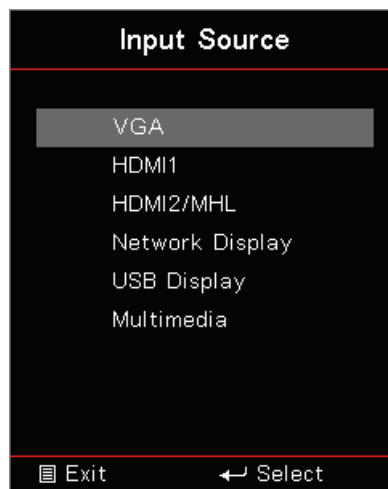 Input Source
VGA
HDMI1
HDMI2/MHL
Network Display
USB Display
Multimedia
Exit Select